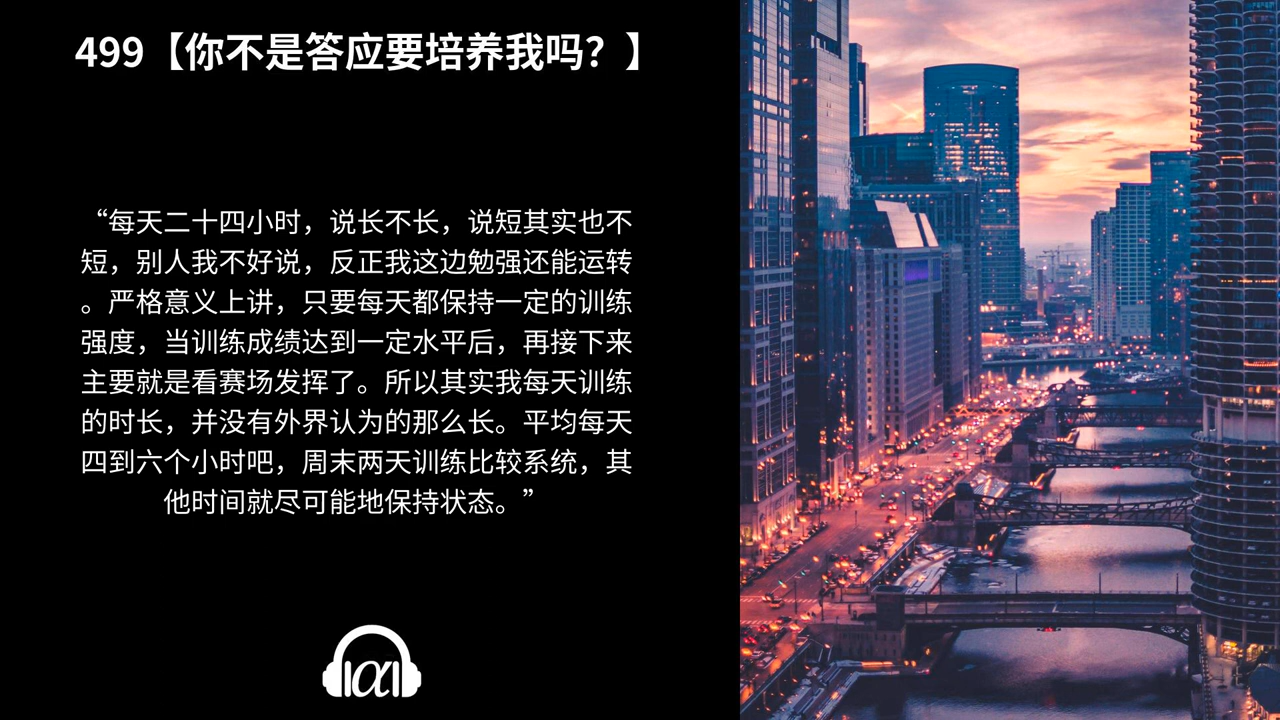 499【你不是答应要培养我吗？】
“每天二十四小时，说长不长，说短其实也不
短，别人我不好说，反正我这边勉强还能运转
。严格意义上讲，只要每天都保持一定的训练
强度，当训练成绩达到一定水平后，再接下来
主要就是看赛场发挥了。所以其实我每天训练
的时长，并没有外界认为的那么长。平均每天
四到六个小时吧，周末两天训练比较系统，其
他时间就尽可能地保持状态。”
|α|